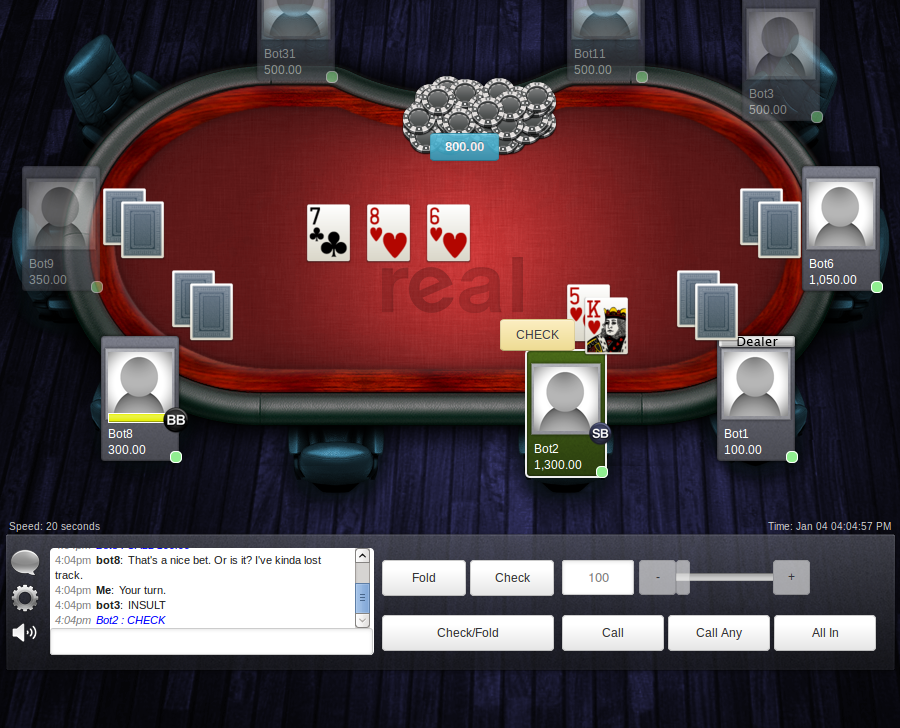 Bot31
500.00
Bot11
500.00
Bot3
500.00
800.00
7
8
6
Bot9
350.00
Bot6
1,050.00
real
5
K
CHECK
Dealer
BB
Bot8
300.00
SB
Bot2
1,300.00
Bot1
100.00
Speed: 20 seconds
Time: Jan 04 04:04:57 PM
4:04pm bot8: That's a nice bet. Or is it? I've kinda lost
track.
4:04pm Me: Your turn.
4:04pm bot3: INSULT
4:04pm Bot2 : CHECK
Fold
Check
100
-
+
Check/Fold
Call
Call Any
All In